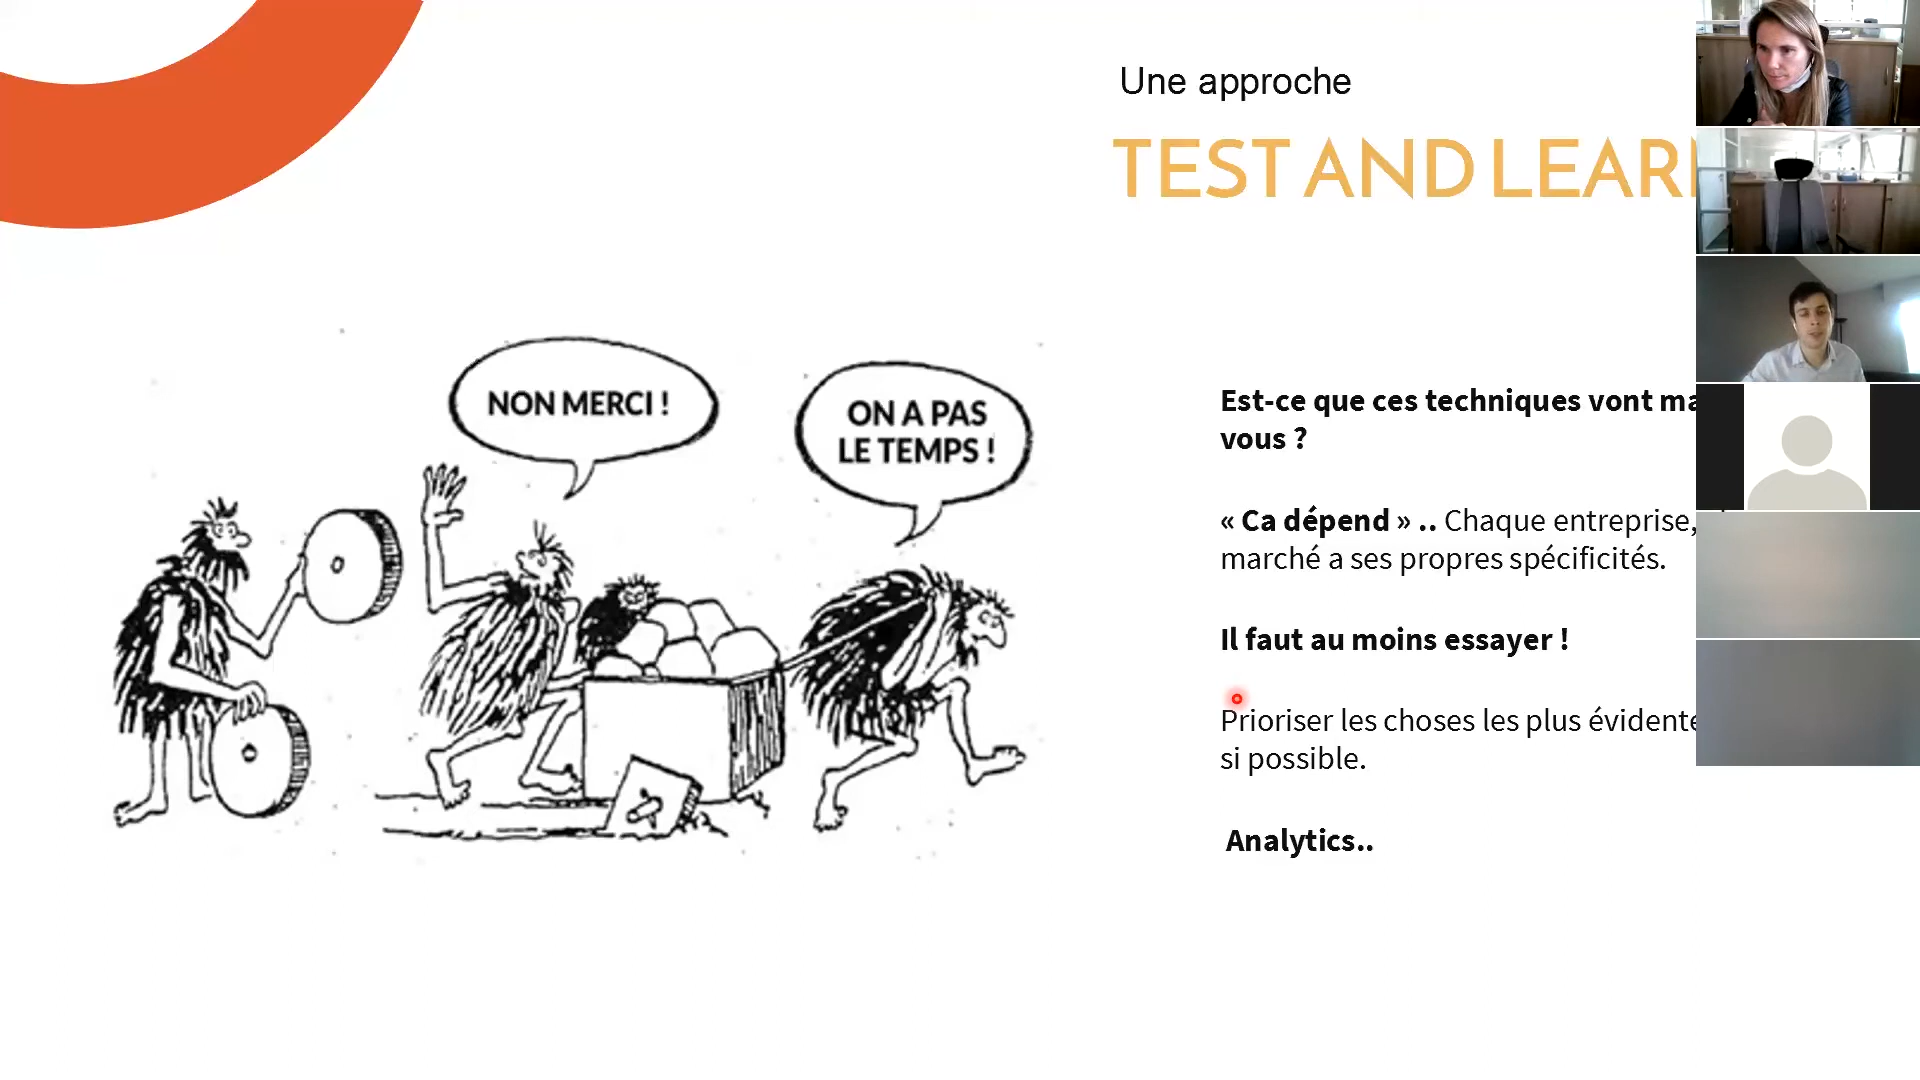 Une approche
TEST AND LEAR
NON MERCI !
ON A PAS
LE TEMPS !
Est-ce que ces techniques vont
vous ?
« Ca dépend » .. Chaque entreprise,
marché a ses propres spécificités.
Il faut au moins essayer !
Prioriser les choses les plus évidente
si possible.
Analytics..